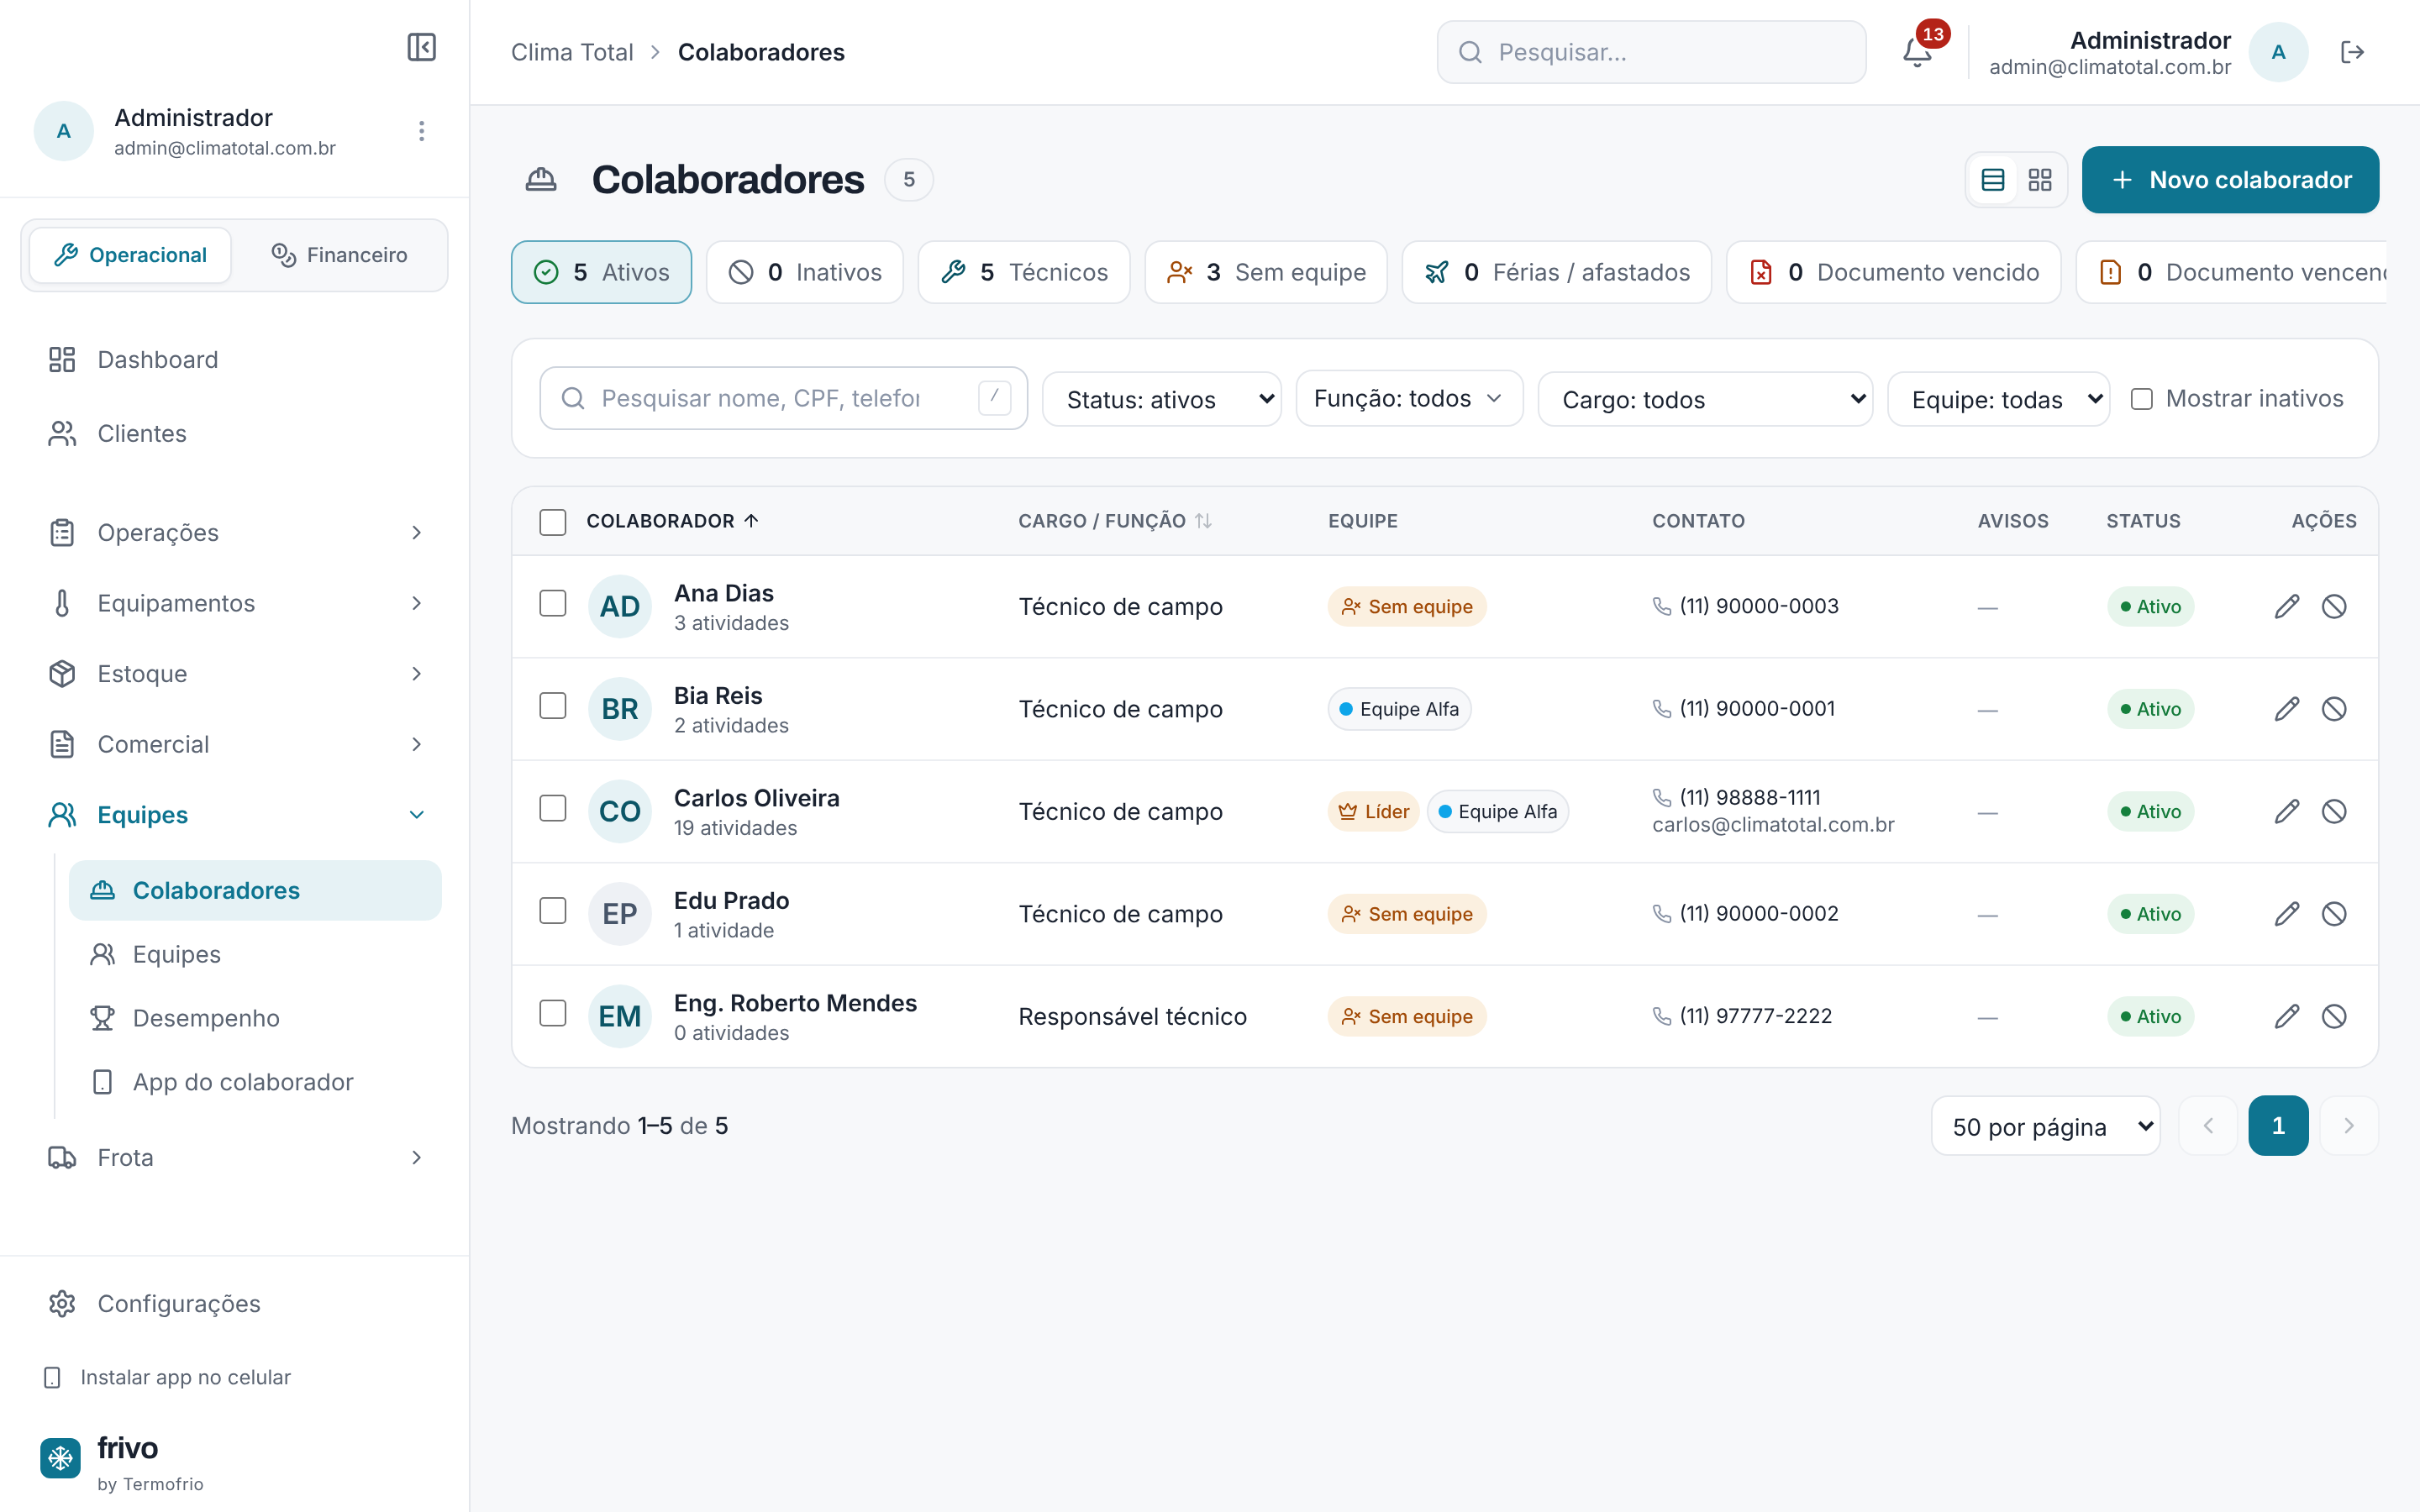 A
Administrador
admin@climatotal.com.br
Operacional
Financeiro
Dashboard
Clientes
Operações
Equipamentos
Estoque
Comercial
Equipes
Colaboradores
Equipes
Desempenho
App do colaborador
Frota
Configurações
Instalar app no celular
frivo
by Termofrio
Clima Total > Colaboradores
Pesquisar...
13
Administrador
admin@climatotal.com.br
A
Colaboradores 5
Novo colaborador
5 Ativos
0 Inativos
5 Técnicos
3 Sem equipe
0 Férias / afastados
0 Documento vencido
0 Documento vencend
Pesquisar nome, CPF, telefor /
Status: ativos
Função: todos
Cargo: todos
Equipe: todas
Mostrar inativos
COLABORADOR CARGO / FUNÇÃO EQUIPE CONTATO AVISOS STATUS AÇÕES
AD Ana Dias Técnico de campo Sem equipe (11) 90000-0003 — Ativo
3 atividades
BR Bia Reis Técnico de campo Equipe Alfa (11) 90000-0001 — Ativo
2 atividades
CO Carlos Oliveira Técnico de campo Líder Equipe Alfa (11) 98888-1111 — Ativo
19 atividades carlos@climatotal.com.br
EP Edu Prado Técnico de campo Sem equipe (11) 90000-0002 — Ativo
1 atividade
EM Eng. Roberto Mendes Responsável técnico Sem equipe (11) 97777-2222 — Ativo
0 atividades
Mostrando 1–5 de 5
50 por página
1